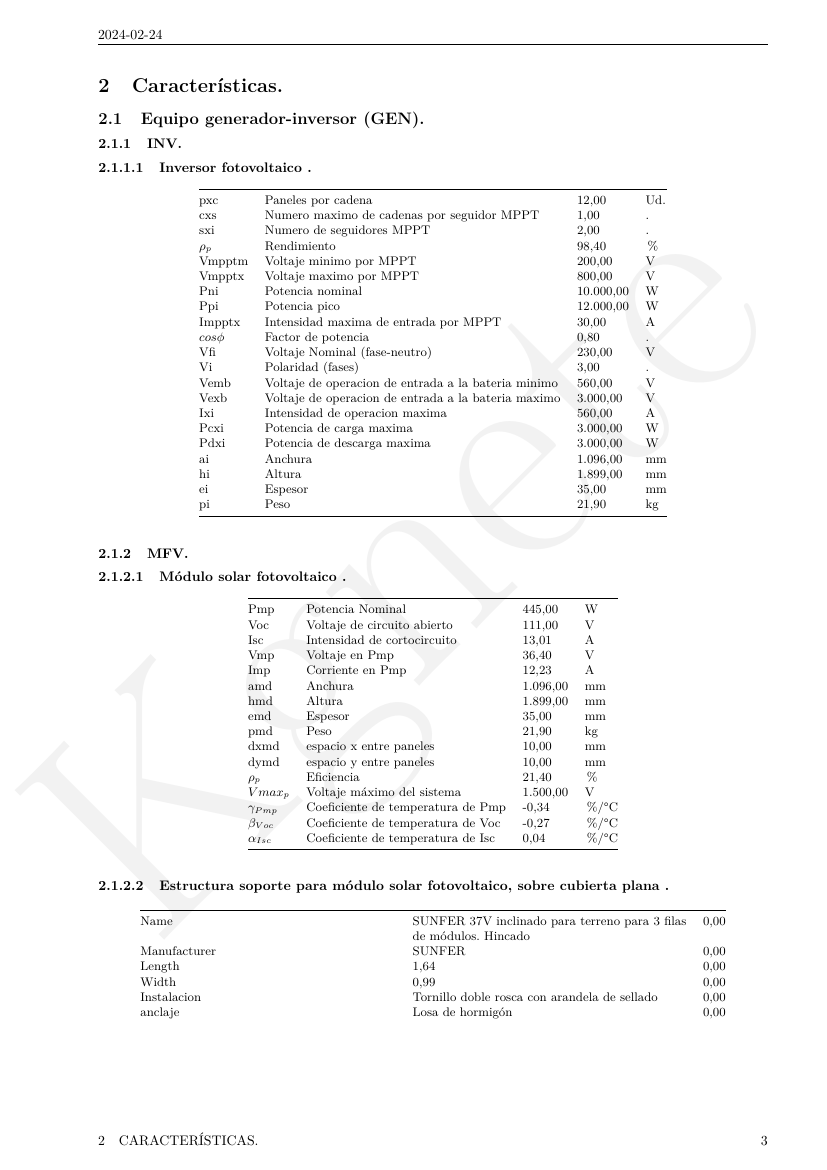 2024-02-24
2 Características.
2.1 Equipo generador-inversor (GEN).
2.1.1 INV.
2.1.1.1 Inversor fotovoltaico .
pxc Paneles por cadena 12,00 Ud.
cxs Numero maximo de cadenas por seguidor MPPT 1,00 .
sxi Numero de seguidores MPPT 2,00 .
ρp Rendimiento 98,40 %
Vmpptm Voltaje minimo por MPPT 200,00 V
Vmpptx Voltaje maximo por MPPT 800,00 V
Pni Potencia nominal 10.000,00 W
Ppi Potencia pico 12.000,00 W
Impptx Intensidad maxima de entrada por MPPT 30,00 A
cosϕ Factor de potencia 0,80 .
Vfi Voltaje Nominal (fase-neutro) 230,00 V
Vi Polaridad (fases) 3,00 .
Vemb Voltaje de operacion de entrada a la bateria minimo 560,00 V
Vexb Voltaje de operacion de entrada a la bateria maximo 3.000,00 V
Ixi Intensidad de operacion maxima 560,00 A
Pcxi Potencia de carga maxima 3.000,00 W
Pdxi Potencia de descarga maxima 3.000,00 W
ai Anchura 1.096,00 mm
hi Altura 1.899,00 mm
ei Espesor 35,00 mm
pi Peso 21,90 kg
2.1.2 MFV.
2.1.2.1 Módulo solar fotovoltaico .
Pmp Potencia Nominal 445,00 W
Voc Voltaje de circuito abierto 111,00 V
Isc Intensidad de cortocircuito 13,01 A
Vmp Voltaje en Pmp 36,40 V
Imp Corriente en Pmp 12,23 A
amd Anchura 1.096,00 mm
hmd Altura 1.899,00 mm
emd Espesor 35,00 mm
pmd Peso 21,90 kg
dxmd espacio x entre paneles 10,00 mm
dymd espacio y entre paneles 10,00 mm
ρp Eficiencia 21,40 %
Vmaxp Voltaje máximo del sistema 1.500,00 V
γPmp Coeficiente de temperatura de Pmp -0,34 %/°C
βVoc Coeficiente de temperatura de Voc -0,27 %/°C
αIsc Coeficiente de temperatura de Isc 0,04 %/°C
2.1.2.2 Estructura soporte para módulo solar fotovoltaico, sobre cubierta plana .
Name SUNFER 37V inclinado para terreno para 3 filas 0,00
de módulos. Hincado
Manufacturer SUNFER 0,00
Length 1,64 0,00
Width 0,99 0,00
Instalacion Tornillo doble rosca con arandela de sellado 0,00
anclaje Losa de hormigón 0,00
Kgnete
2 CARACTERÍSTICAS. 3